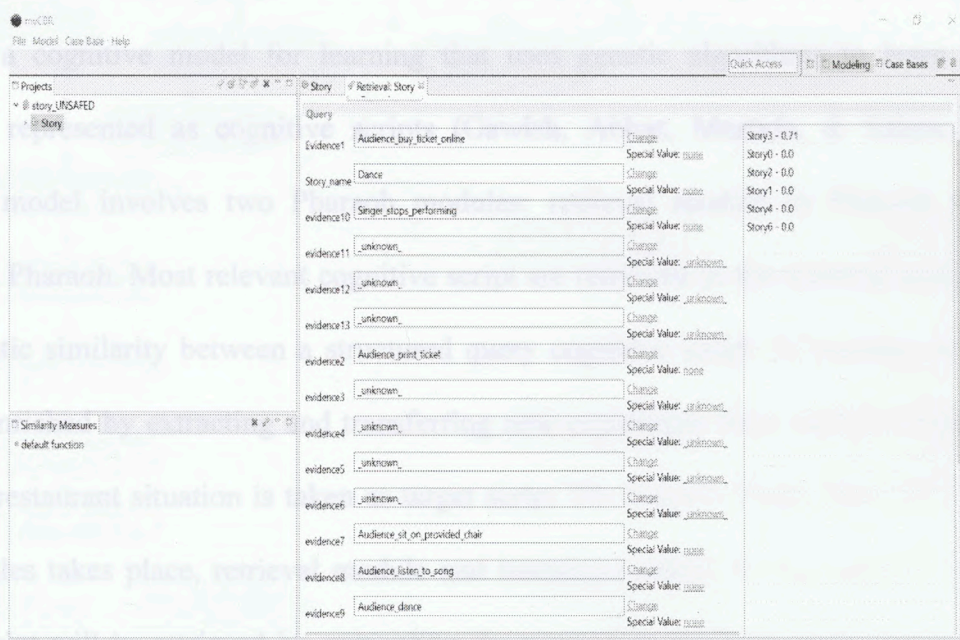 myCBR
File Model Case Base Help
Quick Access
Modeling Case Bases
Projects
story_UNSAFED
Story
Similarity Measures
default function
Story Retrieval: Story
Query
Evidence1 Audience_buy_ticket_online Change
Special Value: none
Story_name Dance Change
Special Value: none
evidence10 Singer_stops_performing Change
Special Value: none
evidence11 _unknown_ Change
Special Value: _unknown_
evidence12 _unknown_ Change
Special Value: _unknown_
evidence13 _unknown_ Change
Special Value: _unknown_
evidence2 Audience_print_ticket Change
Special Value: none
evidence3 _unknown_ Change
Special Value: _unknown_
evidence4 _unknown_ Change
Special Value: _unknown_
evidence5 _unknown_ Change
Special Value: _unknown_
evidence6 _unknown_ Change
Special Value: _unknown_
evidence7 Audience_sit_on_provided_chair Change
Special Value: none
evidence8 Audience_listen_to_song Change
Special Value: none
evidence9 Audience_dance Change
Special Value: none
Story3 - 0.71
Story0 - 0.0
Story2 - 0.0
Story1 - 0.0
Story4 - 0.0
Story6 - 0.0
a cognitive model for learning that
represented as cognitive
model involves two Pharaoh
Pharaoh. Most relevant cognitive script are
similarity between a
by extracting and
restaurant situation is taken
takes place, retrieval